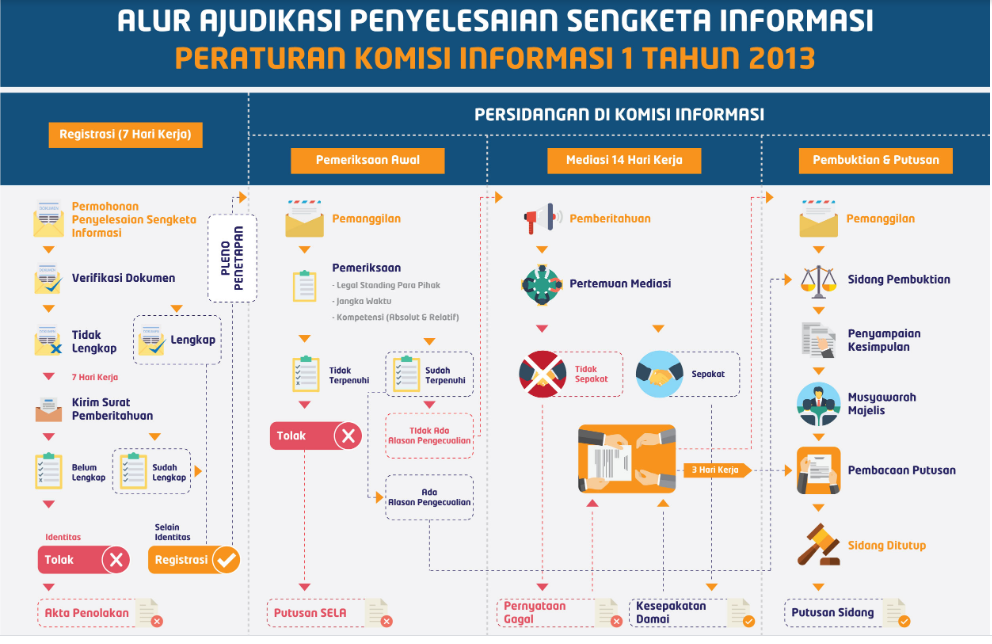 ALUR AJUDIKASI PENYELESAIAN SENGKETA INFORMASI
PERATURAN KOMISI INFORMASI 1 TAHUN 2013
PERSIDANGAN DI KOMISI INFORMASI
Registrasi (7 Hari Kerja)
Pemeriksaan Awal
Mediasi 14 Hari Kerja
Pembuktian & Putusan
Permohonan
Penyelesaian Sengketa
Informasi
Verifikasi Dokumen
Tidak
Lengkap
Lengkap
7 Hari Kerja
Kirim Surat
Pemberitahuan
Belum
Lengkap
Sudah
Lengkap
Identitas
Selain
Identitas
Tolak
Registrasi
Akta Penolakan
PLENO
PENETAPAN
Pemanggilan
Pemeriksaan
- Legal Standing Para Pihak
- Jangka Waktu
- Kompetensi (Absolut & Relatif)
Tidak
Terpenuhi
Sudah
Terpenuhi
Tolak
Tidak Ada
Alasan Pengecualian
Ada
Alasan Pengecualian
Putusan SELA
Pemberitahuan
Pertemuan Mediasi
Tidak
Sepakat
Sepakat
3 Hari Kerja
Pernyataan
Gagal
Kesepakatan
Damai
Pemanggilan
Sidang Pembuktian
Penyampaian
Kesimpulan
Musyawarah
Majelis
Pembacaan Putusan
Sidang Ditutup
Putusan Sidang